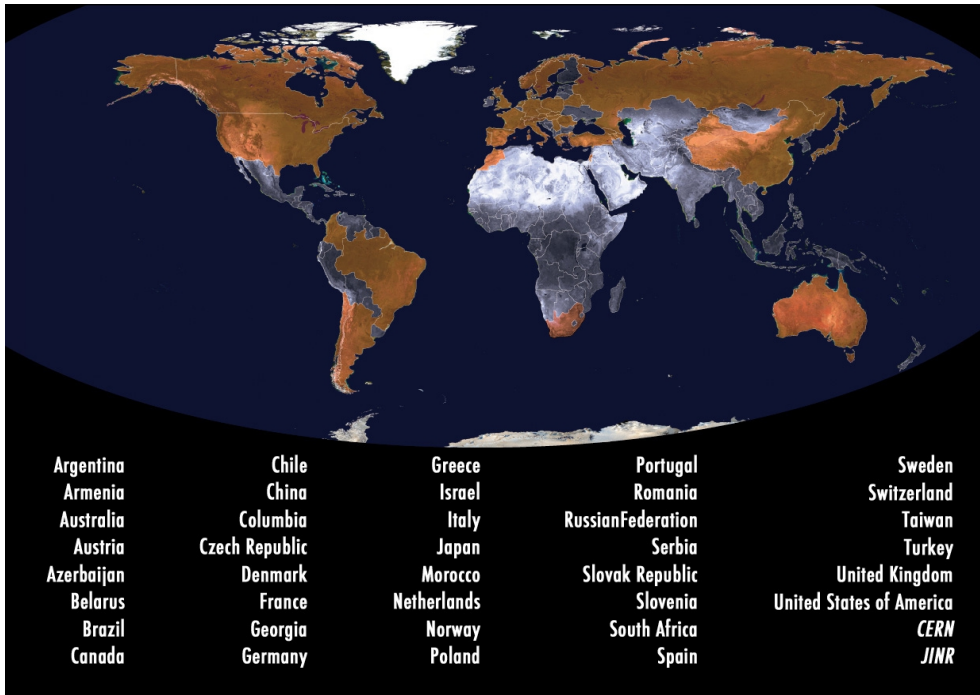 Argentina
Armenia
Australia
Austria
Azerbaijan
Belarus
Brazil
Canada
Chile
China
Columbia
Czech Republic
Denmark
France
Georgia
Germany
Greece
Israel
Italy
Japan
Morocco
Netherlands
Norway
Poland
Portugal
Romania
RussianFederation
Serbia
Slovak Republic
Slovenia
South Africa
Spain
Sweden
Switzerland
Taiwan
Turkey
United Kingdom
United States of America
CERN
JINR